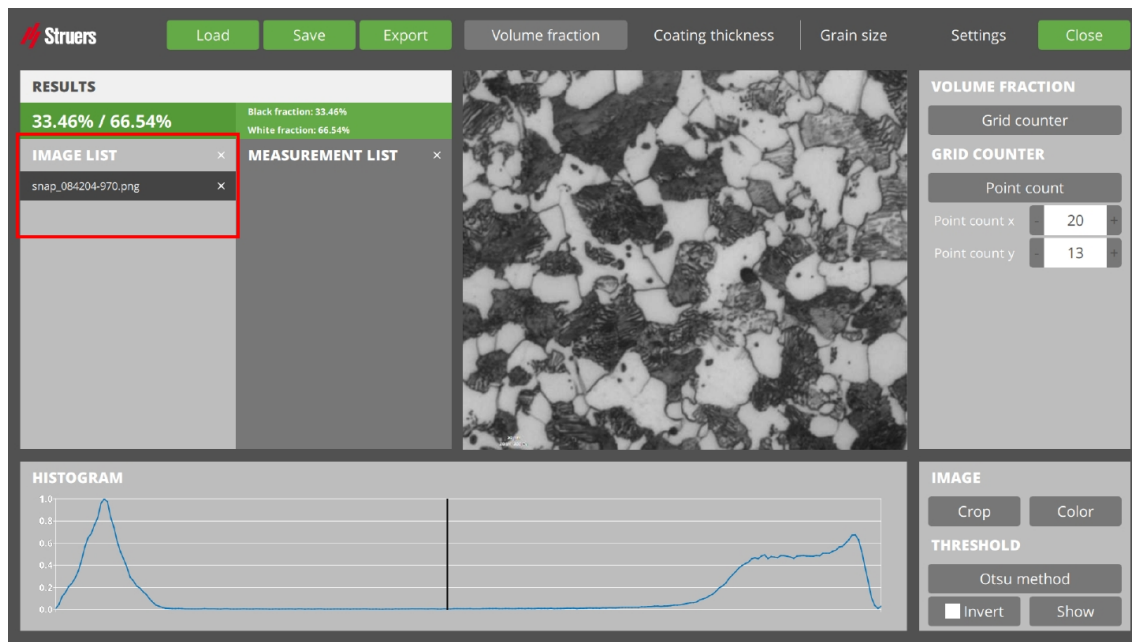 Struers
Load
Save
Export
Volume fraction
Coating thickness
Grain size
Settings
Close
RESULTS
33.46% / 66.54%
Black fraction: 33.46%
White fraction: 66.54%
IMAGE LIST ×
snap_084204-970.png ×
MEASUREMENT LIST ×
VOLUME FRACTION
Grid counter
GRID COUNTER
Point count
Point count x - 20 +
Point count y - 13 +
HISTOGRAM
1.0
0.8
0.6
0.4
0.2
0.0
IMAGE
Crop
Color
THRESHOLD
Otsu method
Invert
Show